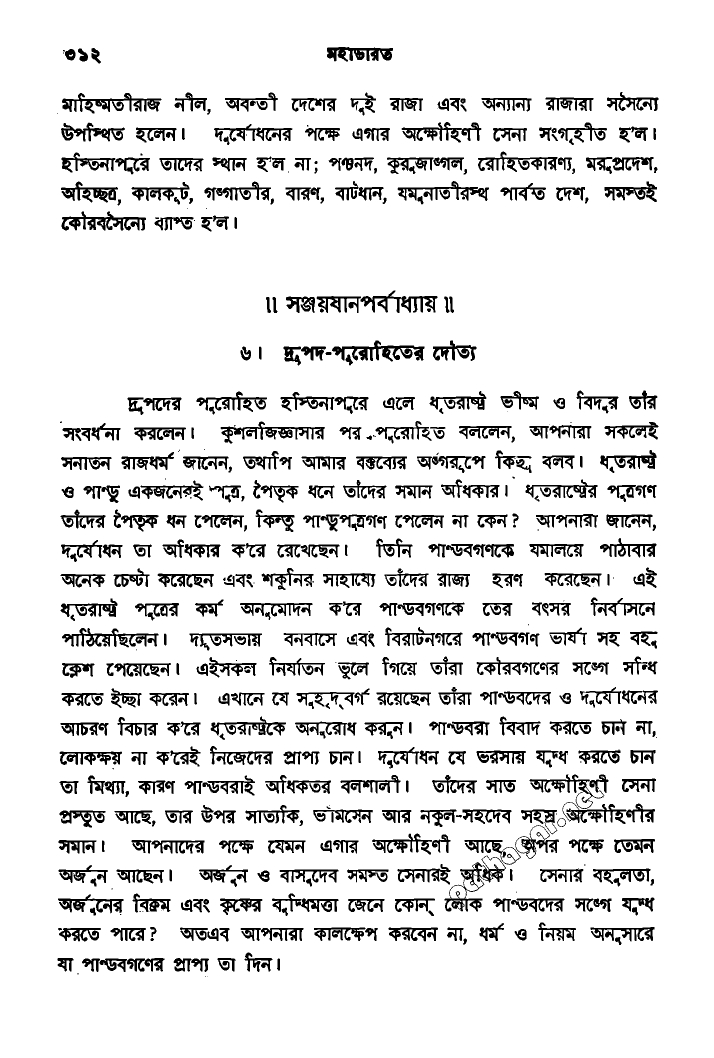 ৩১২
মহাভারত
মাহিষ্মতীরাজ নীল, অবন্তী দেশের দুই রাজা এবং অন্যান্য রাজারা সসৈন্যে
উপস্থিত হলেন। দুর্যোধনের পক্ষে এগার অক্ষৌহিণী সেনা সংগৃহীত হ'ল।
হস্তিনাপুরে তাদের স্থান হ'ল না; পঞ্চনদ, কুরুজাঙ্গল, রোহিতকারণ্য, মরুপ্রদেশ,
অহিচ্ছত্র, কালকূট, গঙ্গাতীর, বারণ, বাটধান, যমুনাতীরস্থ পার্বত দেশ, সমস্তই
কৌরবসৈন্যে ব্যাপ্ত হ'ল।
॥ সঞ্জয়যানপর্বাধ্যায় ॥
৬। দ্রুপদ-পুরোহিতের দৌত্য
দ্রুপদের পুরোহিত হস্তিনাপুরে এলে ধৃতরাষ্ট্র ভীষ্ম ও বিদুর তাঁর
সংবর্ধনা করলেন। কুশলজিজ্ঞাসার পর পুরোহিত বললেন, আপনারা সকলেই
সনাতন রাজধর্ম জানেন, তথাপি আমার বক্তব্যের অঙ্গরূপে কিছু বলব। ধৃতরাষ্ট্র
ও পাণ্ডু একজনেরই পুত্র, পৈতৃক ধনে তাঁদের সমান অধিকার। ধৃতরাষ্ট্রের পুত্রগণ
তাঁদের পৈতৃক ধন পেলেন, কিন্তু পাণ্ডুপুত্রগণ পেলেন না কেন? আপনারা জানেন,
দুর্যোধন তা অধিকার ক'রে রেখেছেন। তিনি পাণ্ডবগণকে যমালয়ে পাঠাবার
অনেক চেষ্টা করেছেন এবং শকুনির সাহায্যে তাঁদের রাজ্য হরণ করেছেন। এই
ধৃতরাষ্ট্র পুত্রের কর্ম অনুমোদন ক'রে পাণ্ডবগণকে তের বৎসর নির্বাসনে
পাঠিয়েছিলেন। দ্যূতসভায় বনবাসে এবং বিরাটনগরে পাণ্ডবগণ ভার্যা সহ বহু
ক্লেশ পেয়েছেন। এইসকল নির্যাতন ভুলে গিয়ে তাঁরা কৌরবগণের সঙ্গে সন্ধি
করতে ইচ্ছা করেন। এখানে যে সুহৃদ্‌বর্গ রয়েছেন তাঁরা পাণ্ডবদের ও দুর্যোধনের
আচরণ বিচার ক'রে ধৃতরাষ্ট্রকে অনুরোধ করুন। পাণ্ডবরা বিবাদ করতে চান না,
লোকক্ষয় না ক'রেই নিজেদের প্রাপ্য চান। দুর্যোধন যে ভরসায় যুদ্ধ করতে চান
তা মিথ্যা, কারণ পাণ্ডবরাই অধিকতর বলশালী। তাঁদের সাত অক্ষৌহিণী সেনা
প্রস্তুত আছে, তার উপর সাত্যকি, ভীমসেন আর নকুল-সহদেব সহস্র অক্ষৌহিণীর
সমান। আপনাদের পক্ষে যেমন এগার অক্ষৌহিণী আছে, অপর পক্ষে তেমন
অর্জুন আছেন। অর্জুন ও বাসুদেব সমস্ত সেনারই অধিক। সেনার বহুলতা,
অর্জুনের বিক্রম এবং কৃষ্ণের বুদ্ধিমত্তা জেনে কোন্ লোক পাণ্ডবদের সঙ্গে যুদ্ধ
করতে পারে? অতএব আপনারা কালক্ষেপ করবেন না, ধর্ম ও নিয়ম অনুসারে
যা পাণ্ডবগণের প্রাপ্য তা দিন।
pathagar.net